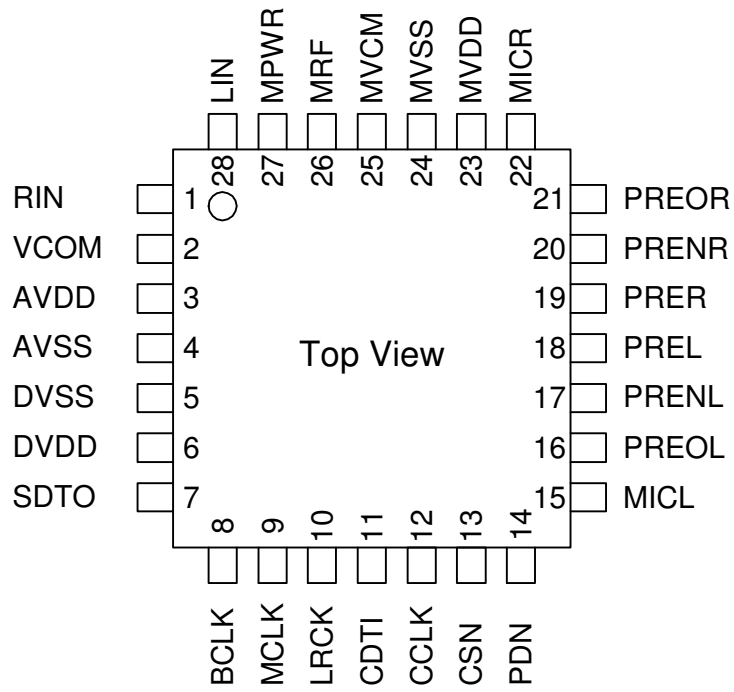 LIN MPWR MRF MVCM MVSS MVDD MICR
28 27 26 25 24 23 22
RIN 1 21 PREOR
VCOM 2 20 PRENR
AVDD 3 19 PRER
AVSS 4 Top View 18 PREL
DVSS 5 17 PRENL
DVDD 6 16 PREOL
SDTO 7 15 MICL
8 9 10 11 12 13 14
BCLK MCLK LRCK CDTI CCLK CSN PDN